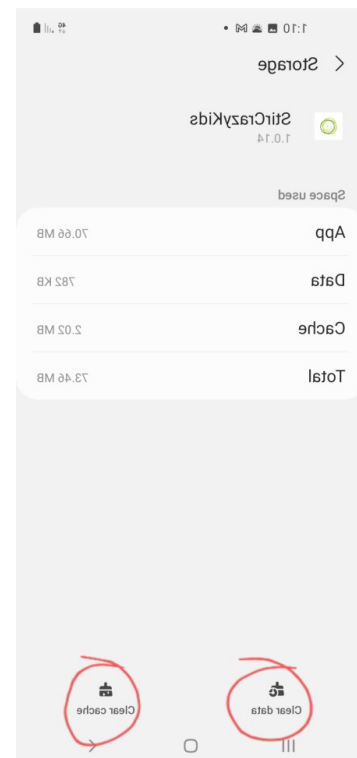 1:10
4G
Storage
StirCrazyKids
1.0.14
Space used
App 70.66 MB
Data 782 KB
Cache 2.02 MB
Total 73.46 MB
Clear data Clear cache